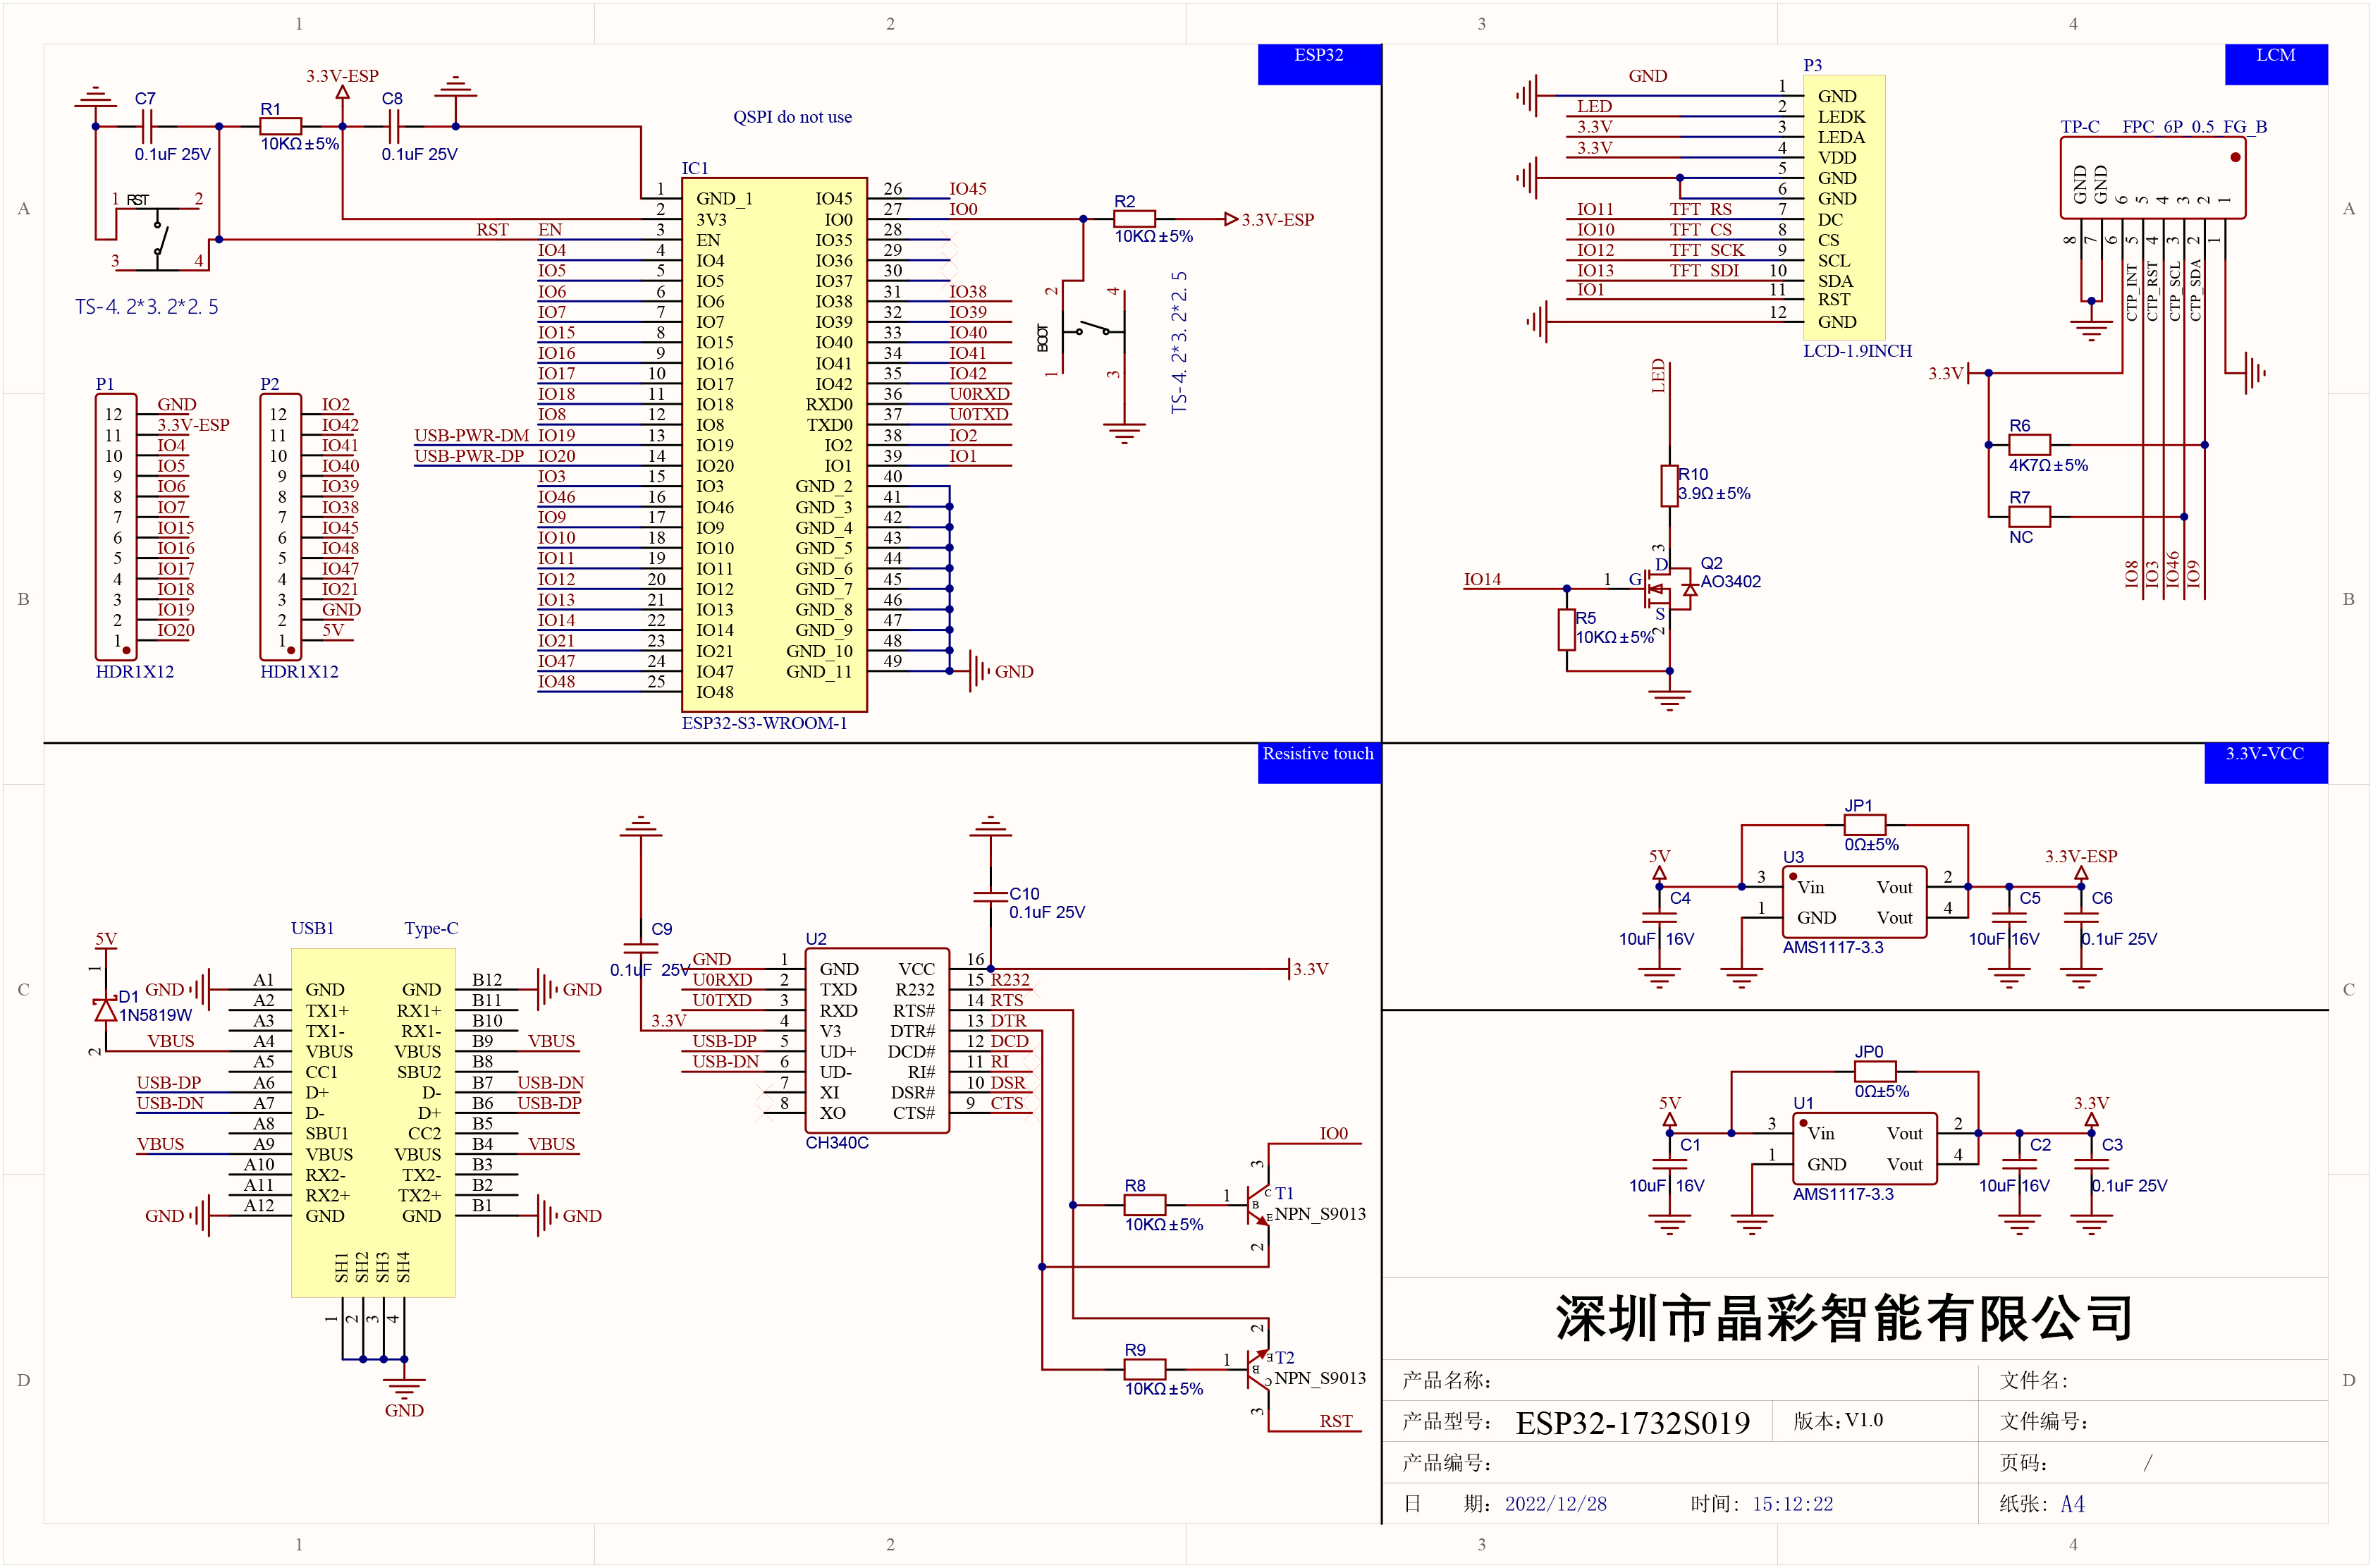 1 2 3 4
A B C D
ESP32
3.3V-ESP
C7
0.1uF 25V
R1
10KΩ±5%
C8
0.1uF 25V
QSPI do not use
1 RST 2
3 4
TS-4. 2*3. 2*2. 5
RST
IC1
EN 3 EN
1 GND_1
2 3V3
IO4 4 IO4
IO5 5 IO5
IO6 6 IO6
IO7 7 IO7
IO15 8 IO15
IO16 9 IO16
IO17 10 IO17
IO18 11 IO18
IO8 12 IO8
USB-PWR-DM IO19 13 IO19
USB-PWR-DP IO20 14 IO20
IO3 15 IO3
IO46 16 IO46
IO9 17 IO9
IO10 18 IO10
IO11 19 IO11
IO12 20 IO12
IO13 21 IO13
IO14 22 IO14
IO21 23 IO21
IO47 24 IO47
IO48 25 IO48
IO45 26 IO45
IO0 27 IO0
IO35 28
IO36 29
IO37 30
IO38 31 IO38
IO39 32 IO39
IO40 33 IO40
IO41 34 IO41
IO42 35 IO42
RXD0 36 U0RXD
TXD0 37 U0TXD
IO2 38 IO2
IO1 39 IO1
GND_2 40
GND_3 41
GND_4 42
GND_5 43
GND_6 44
GND_7 45
GND_8 46
GND_9 47
GND_10 48
GND_11 49
GND
ESP32-S3-WROOM-1
R2
10KΩ±5%
3.3V-ESP
2 4
BOOT
1 3
TS-4. 2*3. 2*2. 5
P1
12 GND
11 3.3V-ESP
10 IO4
9 IO5
8 IO6
7 IO7
6 IO15
5 IO16
4 IO17
3 IO18
2 IO19
1 IO20
HDR1X12
P2
12 IO2
11 IO42
10 IO41
9 IO40
8 IO39
7 IO38
6 IO45
5 IO48
4 IO47
3 IO21
2 GND
1 5V
HDR1X12
LCM
P3
GND 1 GND
LED 2 LEDK
3.3V 3 LEDA
3.3V 4 VDD
5 GND
6 GND
IO11 TFT_RS 7 DC
IO10 TFT_CS 8 CS
IO12 TFT_SCK 9 SCL
IO13 TFT_SDI 10 SDA
IO1 11 RST
12 GND
LCD-1.9INCH
TP-C FPC_6P_0.5_FG_B
GND GND 6 5 4 3 2 1
8 7 6 5 4 3 2 1
CTP_INT
CTP_RST
CTP_SCL
CTP_SDA
3.3V
R6
4K7Ω±5%
R7
NC
IO8 IO3 IO46 IO9
LED
R10
3.9Ω±5%
3 D
IO14 1 G
Q2
AO3402
S 2
R5
10KΩ±5%
Resistive touch
5V
1
D1
1N5819W
2
USB1 Type-C
GND A1 GND
A2 TX1+
A3 TX1-
VBUS A4 VBUS
A5 CC1
USB-DP A6 D+
USB-DN A7 D-
A8 SBU1
VBUS A9 VBUS
A10 RX2-
A11 RX2+
GND A12 GND
GND B12 GND
RX1+ B11
RX1- B10
VBUS B9 VBUS
SBU2 B8
D- B7 USB-DN
D+ B6 USB-DP
CC2 B5
VBUS B4 VBUS
TX2- B3
TX2+ B2
GND B1 GND
SH1 SH2 SH3 SH4
1 2 3 4
GND
C9
0.1uF 25V
C10
0.1uF 25V
U2
GND 1 GND
U0RXD 2 TXD
U0TXD 3 RXD
3.3V 4 V3
USB-DP 5 UD+
USB-DN 6 UD-
7 XI
8 XO
VCC 16 3.3V
R232 15 R232
RTS# 14 RTS
DTR# 13 DTR
DCD# 12 DCD
RI# 11 RI
DSR# 10 DSR
CTS# 9 CTS
CH340C
IO0
3
R8
10KΩ±5%
1 B C E
T1
NPN_S9013
2
2
R9
10KΩ±5%
1 B E C
T2
NPN_S9013
3
RST
3.3V-VCC
JP1
0Ω±5%
5V
U3
3 Vin Vout 2
1 GND Vout 4
AMS1117-3.3
3.3V-ESP
C4
10uF 16V
C5
10uF 16V
C6
0.1uF 25V
JP0
0Ω±5%
5V
U1
3 Vin Vout 2
1 GND Vout 4
AMS1117-3.3
3.3V
C1
10uF 16V
C2
10uF 16V
C3
0.1uF 25V
深圳市晶彩智能有限公司
产品名称: 文件名:
产品型号: ESP32-1732S019 版本:V1.0 文件编号:
产品编号: 页码: /
日 期: 2022/12/28 时间: 15:12:22 纸张: A4
A B C D
1 2 3 4